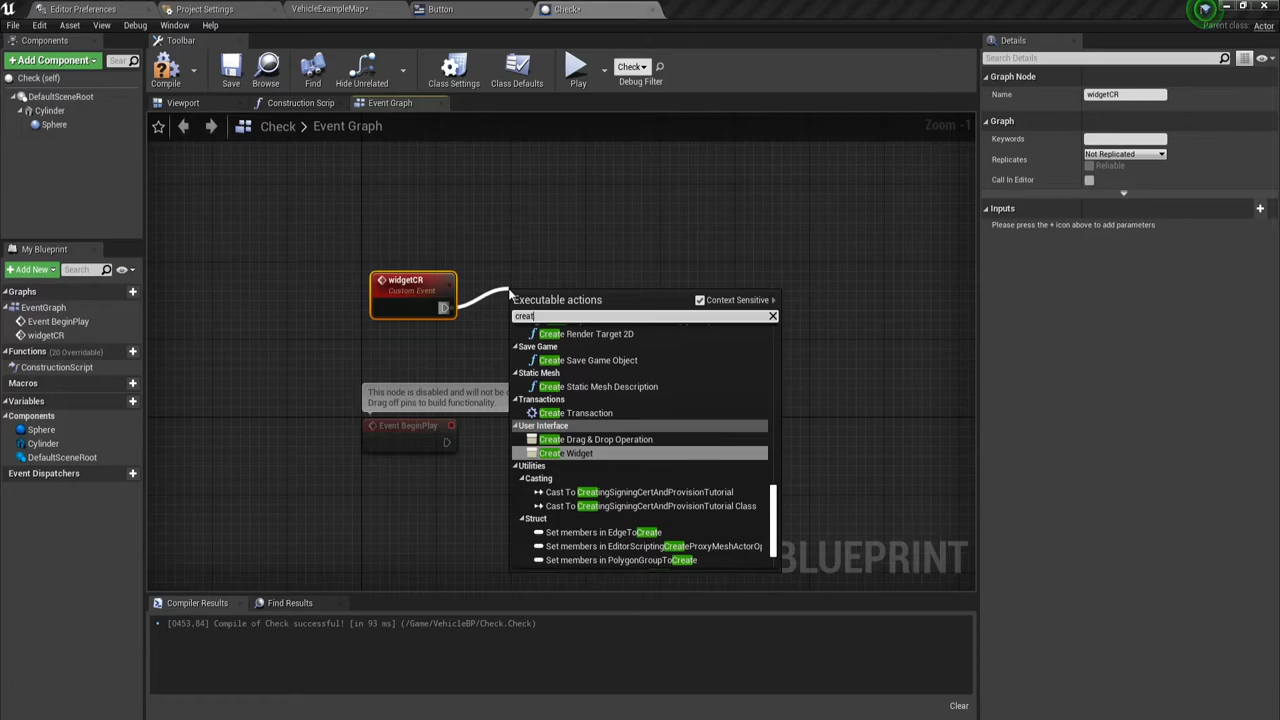 Editor Preferences
Project Settings
VehicleExampleMap*
Button
Check*
File Edit Asset View Debug Window Help
Parent class: Actor
Components
Toolbar
Details
+Add Component
Sear
Search Details
Check (self)
Compile
Save
Browse
Find
Hide Unrelated
Class Settings
Class Defaults
Play
Check
Debug Filter
Graph Node
Name
widgetCR
DefaultSceneRoot
Cylinder
Sphere
Viewport
Construction Scrip
Event Graph
Check > Event Graph
Zoom -1
Graph
Keywords
Replicates
Not Replicated
Reliable
Call In Editor
Inputs
Please press the + icon above to add parameters
My Blueprint
+Add New
Search
Graphs
EventGraph
Event BeginPlay
widgetCR
Functions (20 Overridable)
ConstructionScript
Macros
Variables
Components
Sphere
Cylinder
DefaultSceneRoot
Event Dispatchers
widgetCR
Custom Event
This node is disabled and will not be
Drag off pins to build functionality.
Event BeginPlay
Executable actions
Context Sensitive
creat
Create Render Target 2D
Save Game
Create Save Game Object
Static Mesh
Create Static Mesh Description
Transactions
Create Transaction
User Interface
Create Drag & Drop Operation
Create Widget
Utilities
Casting
Cast To CreatingSigningCertAndProvisionTutorial
Cast To CreatingSigningCertAndProvisionTutorial Class
Struct
Set members in EdgeToCreate
Set members in EditorScriptingCreateProxyMeshActorOp
Set members in PolygonGroupToCreate
BLUEPRINT
Compiler Results
Find Results
[0453.84] Compile of Check successful! [in 93 ms] (/Game/VehicleBP/Check.Check)
Clear